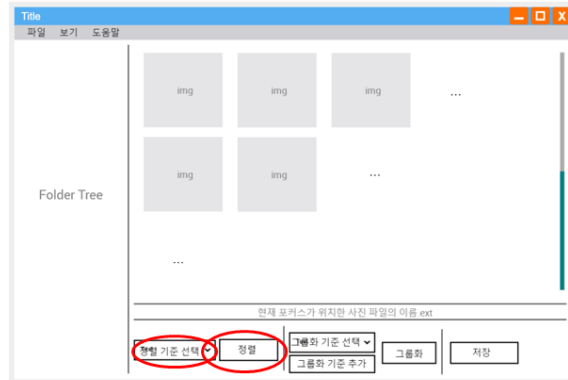 Title
파일 보기 도움말
img img img ...
img img ...
Folder Tree
...
현재 포커스가 위치한 사진 파일의 이름.ext
정렬 기준 선택 정렬 그룹화 기준 선택 그룹화 저장
그룹화 기준 추가